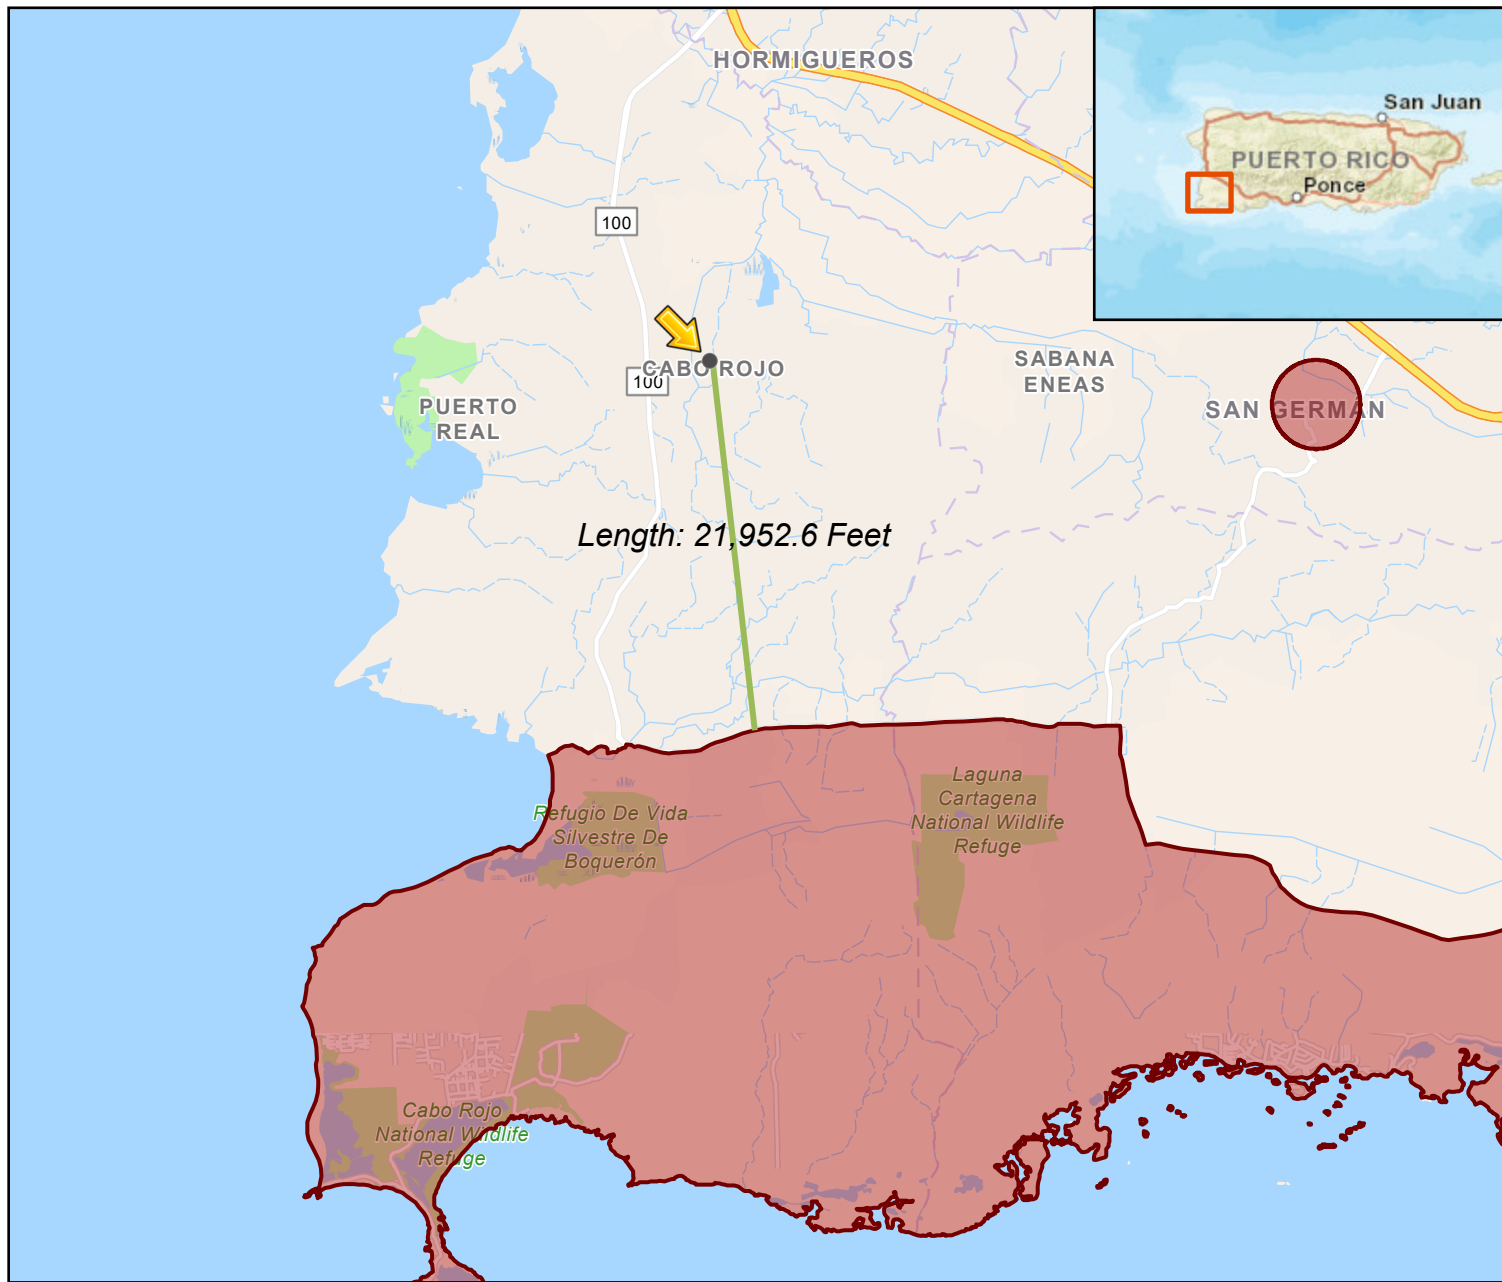 HORMIGUEROS
San Juan
PUERTO RICO
Ponce
100
CABO ROJO
100
SABANA
ENEAS
PUERTO
REAL
SAN GERMÁN
Length: 21,952.6 Feet
Laguna
Cartagena
National Wildlife
Refuge
Refugio De Vida
Silvestre De
Boquerón
Cabo Rojo
National Wildlife
Refuge